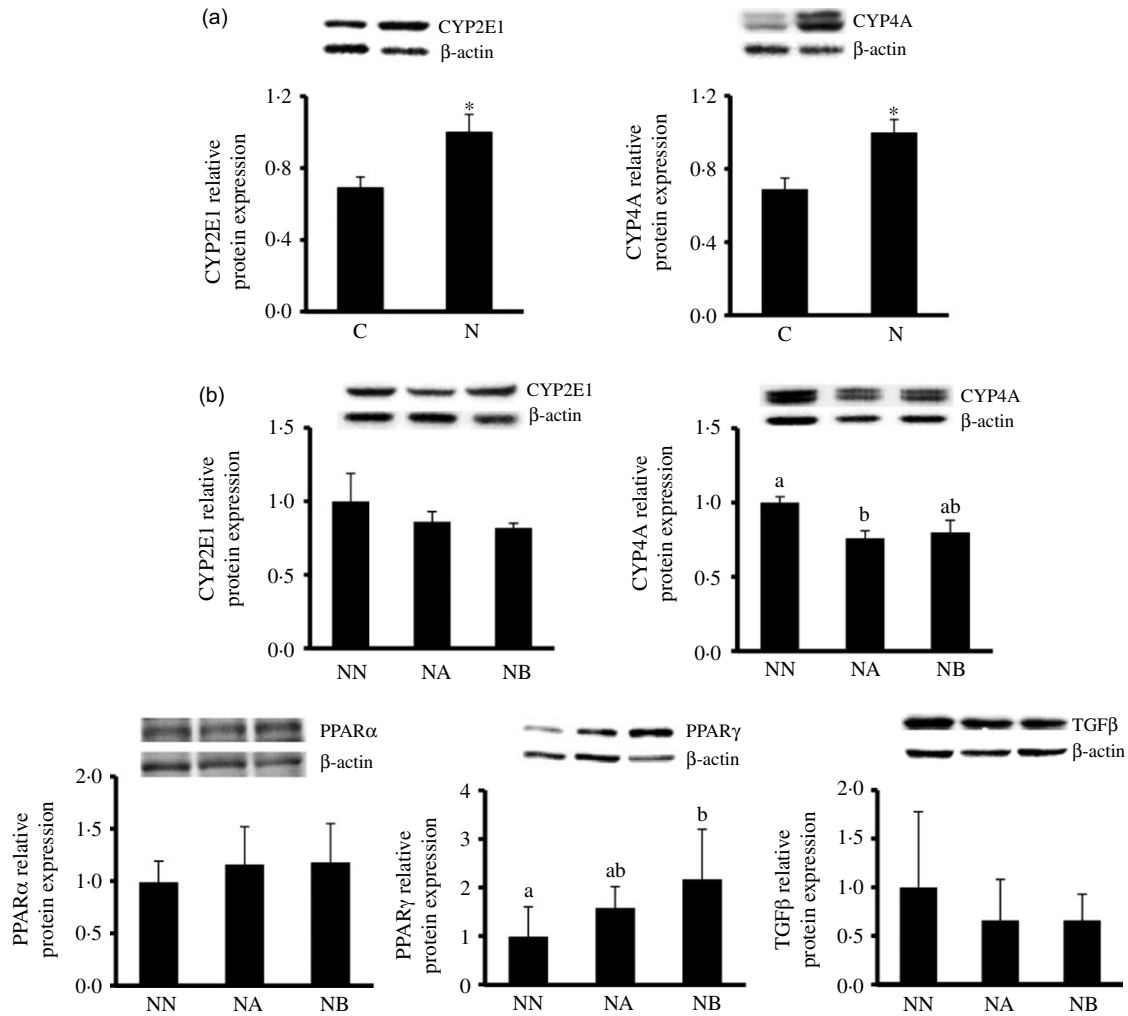 (a)
CYP2E1
β-actin
1·2
0·8
0·4
0·0
CYP2E1 relative
protein expression
*
C N
CYP4A
β-actin
1·2
0·8
0·4
0·0
CYP4A relative
protein expression
*
C N
(b)
CYP2E1
β-actin
1·5
1·0
0·5
0·0
CYP2E1 relative
protein expression
NN NA NB
CYP4A
β-actin
1·5
1·0
0·5
0·0
CYP4A relative
protein expression
a b ab
NN NA NB
PPARα
β-actin
2·0
1·5
1·0
0·5
0·0
PPARα relative
protein expression
NN NA NB
PPARγ
β-actin
4
3
2
1
0
PPARγ relative
protein expression
a ab b
NN NA NB
TGFβ
β-actin
2·0
1·5
1·0
0·5
0·0
TGFβ relative
protein expression
NN NA NB